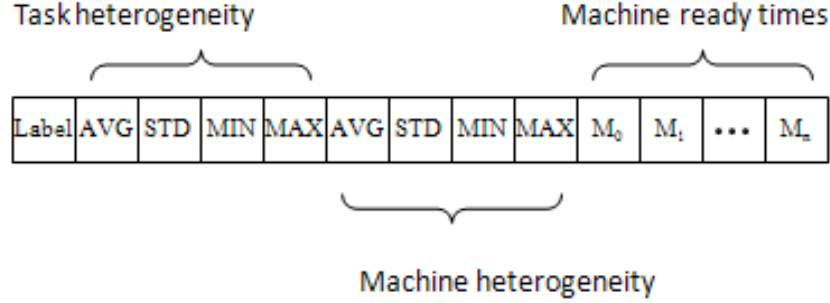 Task heterogeneity Machine ready times
Label AVG STD MIN MAX AVG STD MIN MAX M₀ M₁ ••• Mₙ
Machine heterogeneity